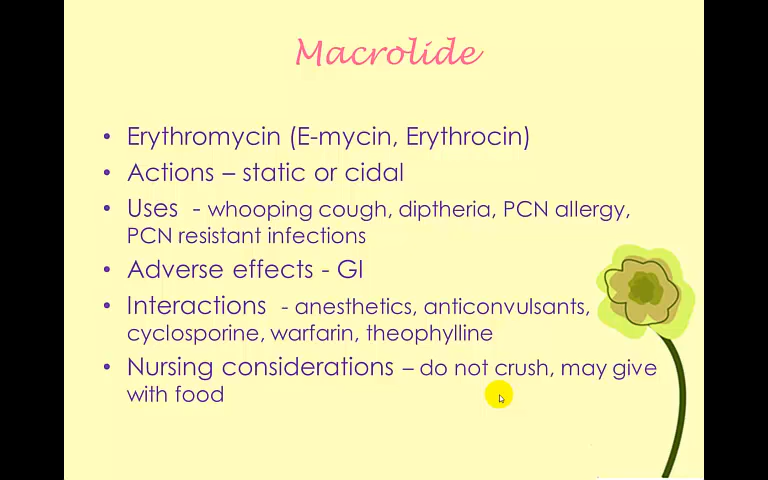 Macrolide
• Erythromycin (E-mycin, Erythrocin)
• Actions – static or cidal
• Uses - whooping cough, diptheria, PCN allergy,
PCN resistant infections
• Adverse effects - GI
• Interactions - anesthetics, anticonvulsants,
cyclosporine, warfarin, theophylline
• Nursing considerations – do not crush, may give
with food